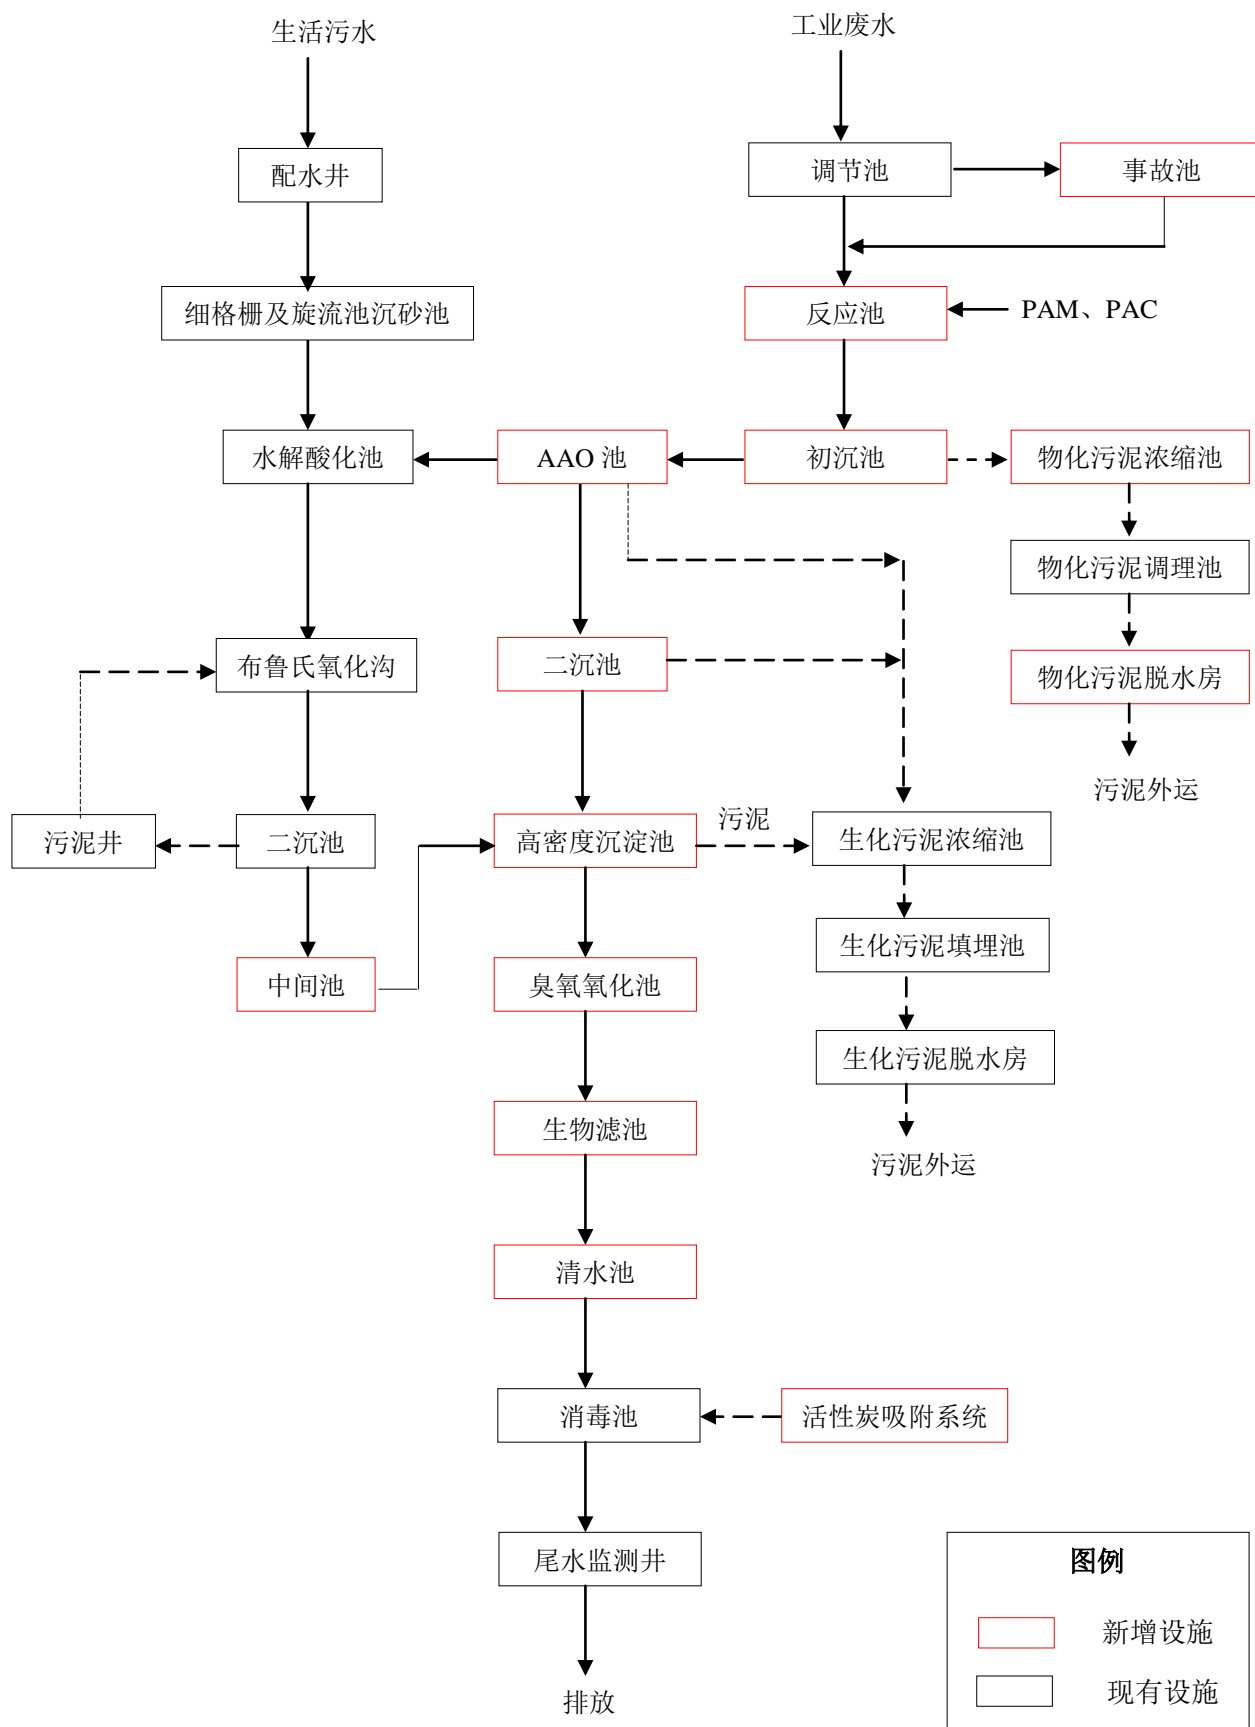 生活污水
工业废水
配水井
调节池
事故池
细格栅及旋流池沉砂池
反应池
PAM、PAC
水解酸化池
AAO 池
初沉池
物化污泥浓缩池
物化污泥调理池
布鲁氏氧化沟
二沉池
物化污泥脱水房
污泥外运
污泥井
二沉池
高密度沉淀池
污泥
生化污泥浓缩池
生化污泥填埋池
中间池
臭氧氧化池
生化污泥脱水房
生物滤池
污泥外运
清水池
消毒池
活性炭吸附系统
尾水监测井
图例
新增设施
现有设施
排放